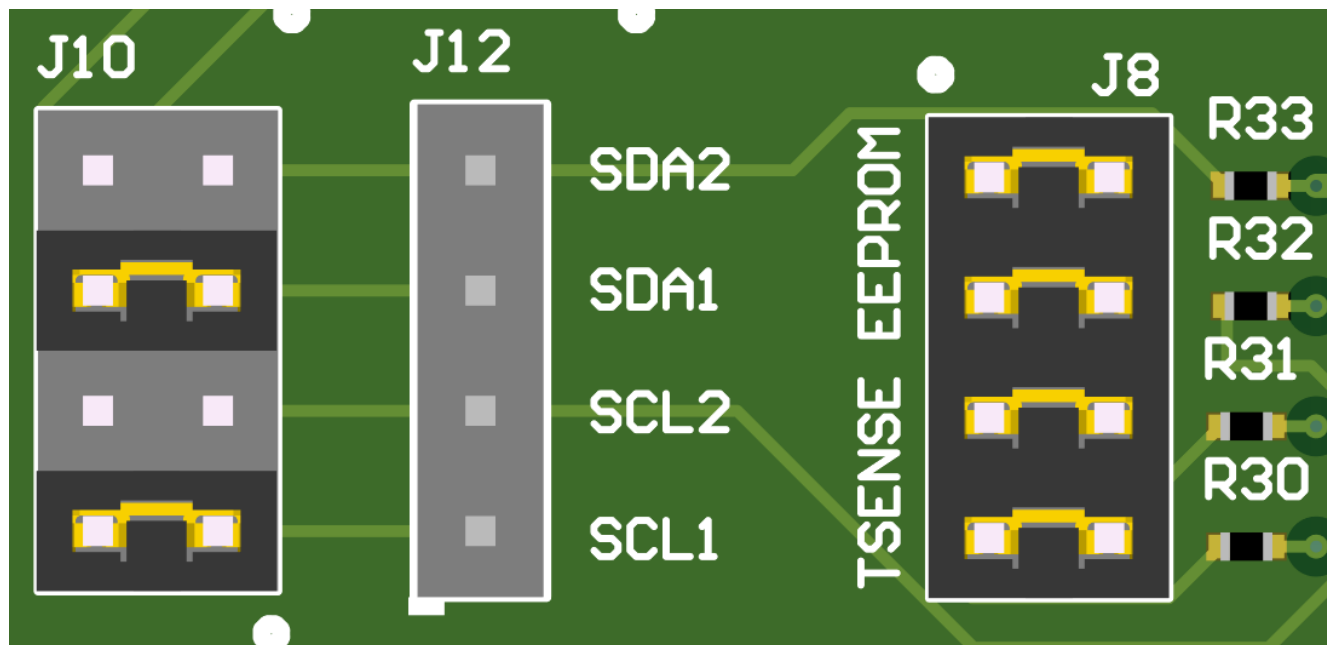 J10
J12
J8
R33
SDA2
TSENSE EEPROM
R32
SDA1
R31
SCL2
R30
SCL1